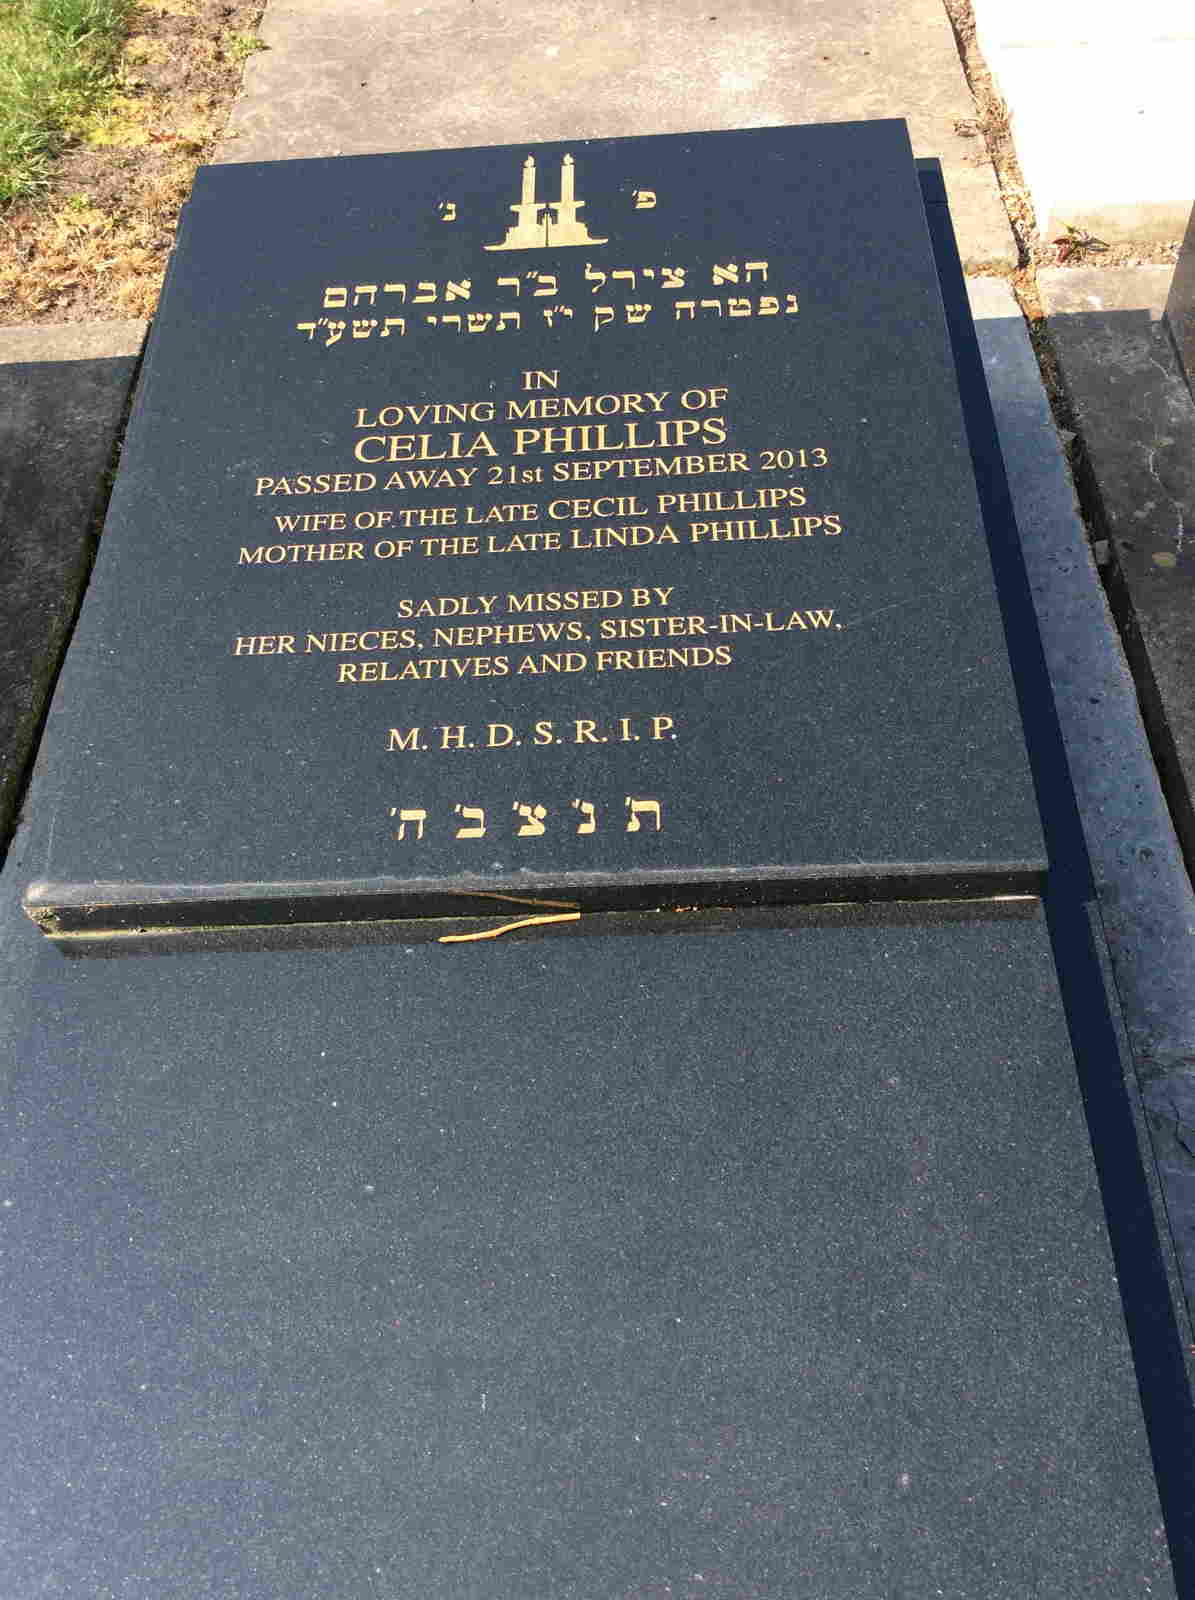 פ' נ'
הא צירל ב"ר אברהם
נפטרה ש ק י"ז תשרי תשע"ד
IN
LOVING MEMORY OF
CELIA PHILLIPS
PASSED AWAY 21st SEPTEMBER 2013
WIFE OF THE LATE CECIL PHILLIPS
MOTHER OF THE LATE LINDA PHILLIPS
SADLY MISSED BY
HER NIECES, NEPHEWS, SISTER-IN-LAW,
RELATIVES AND FRIENDS
M. H. D. S. R. I. P.
ת' נ' צ' ב' ה'